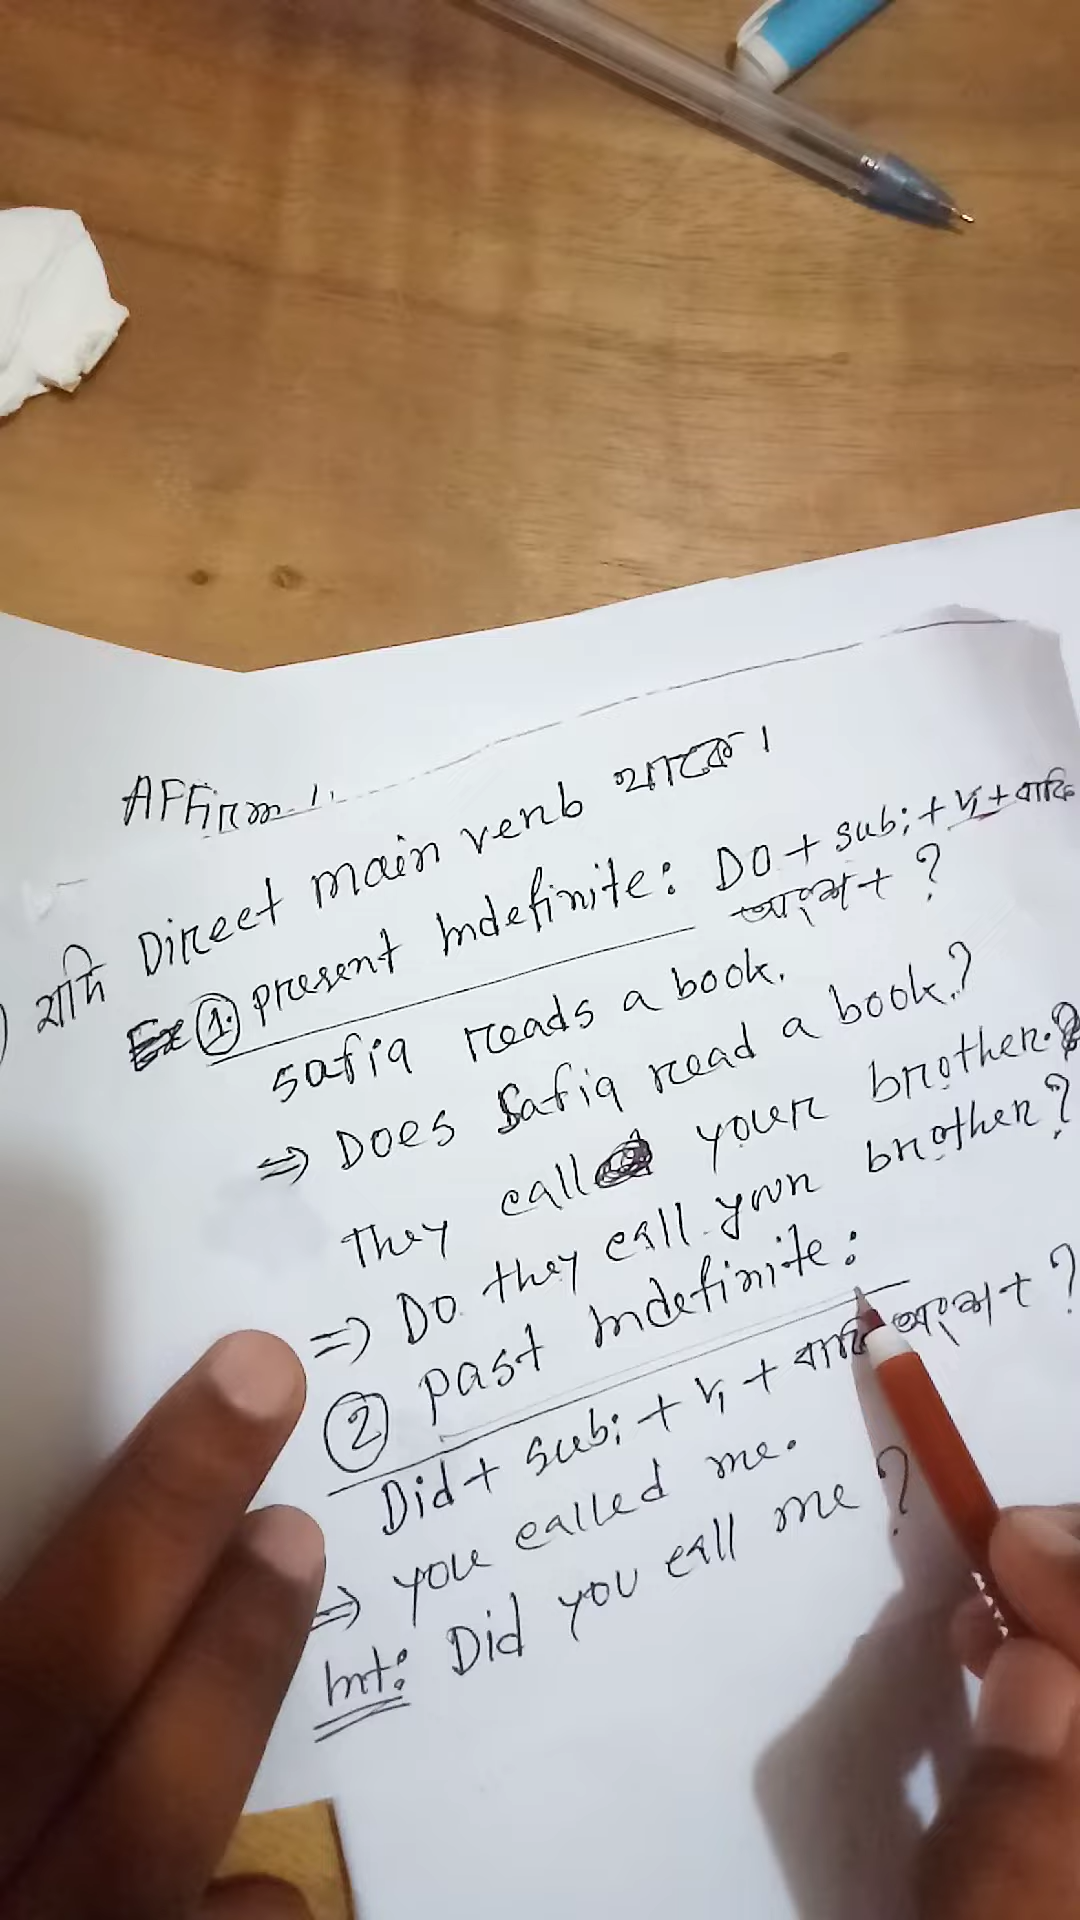 Affirm
যদি Direct main verb থাকে।
Ex ① present Indefinite: Do + sub: + V₁ + বাকি
অংশ + ?
Safiq reads a book.
⇒ Does Safiq read a book?
They call your brother.?
⇒ Do they call your brother?
② past Indefinite:
Did + sub: + V₁ + বাকি অংশ + ?
⇒ you called me.
Int: Did you call me?